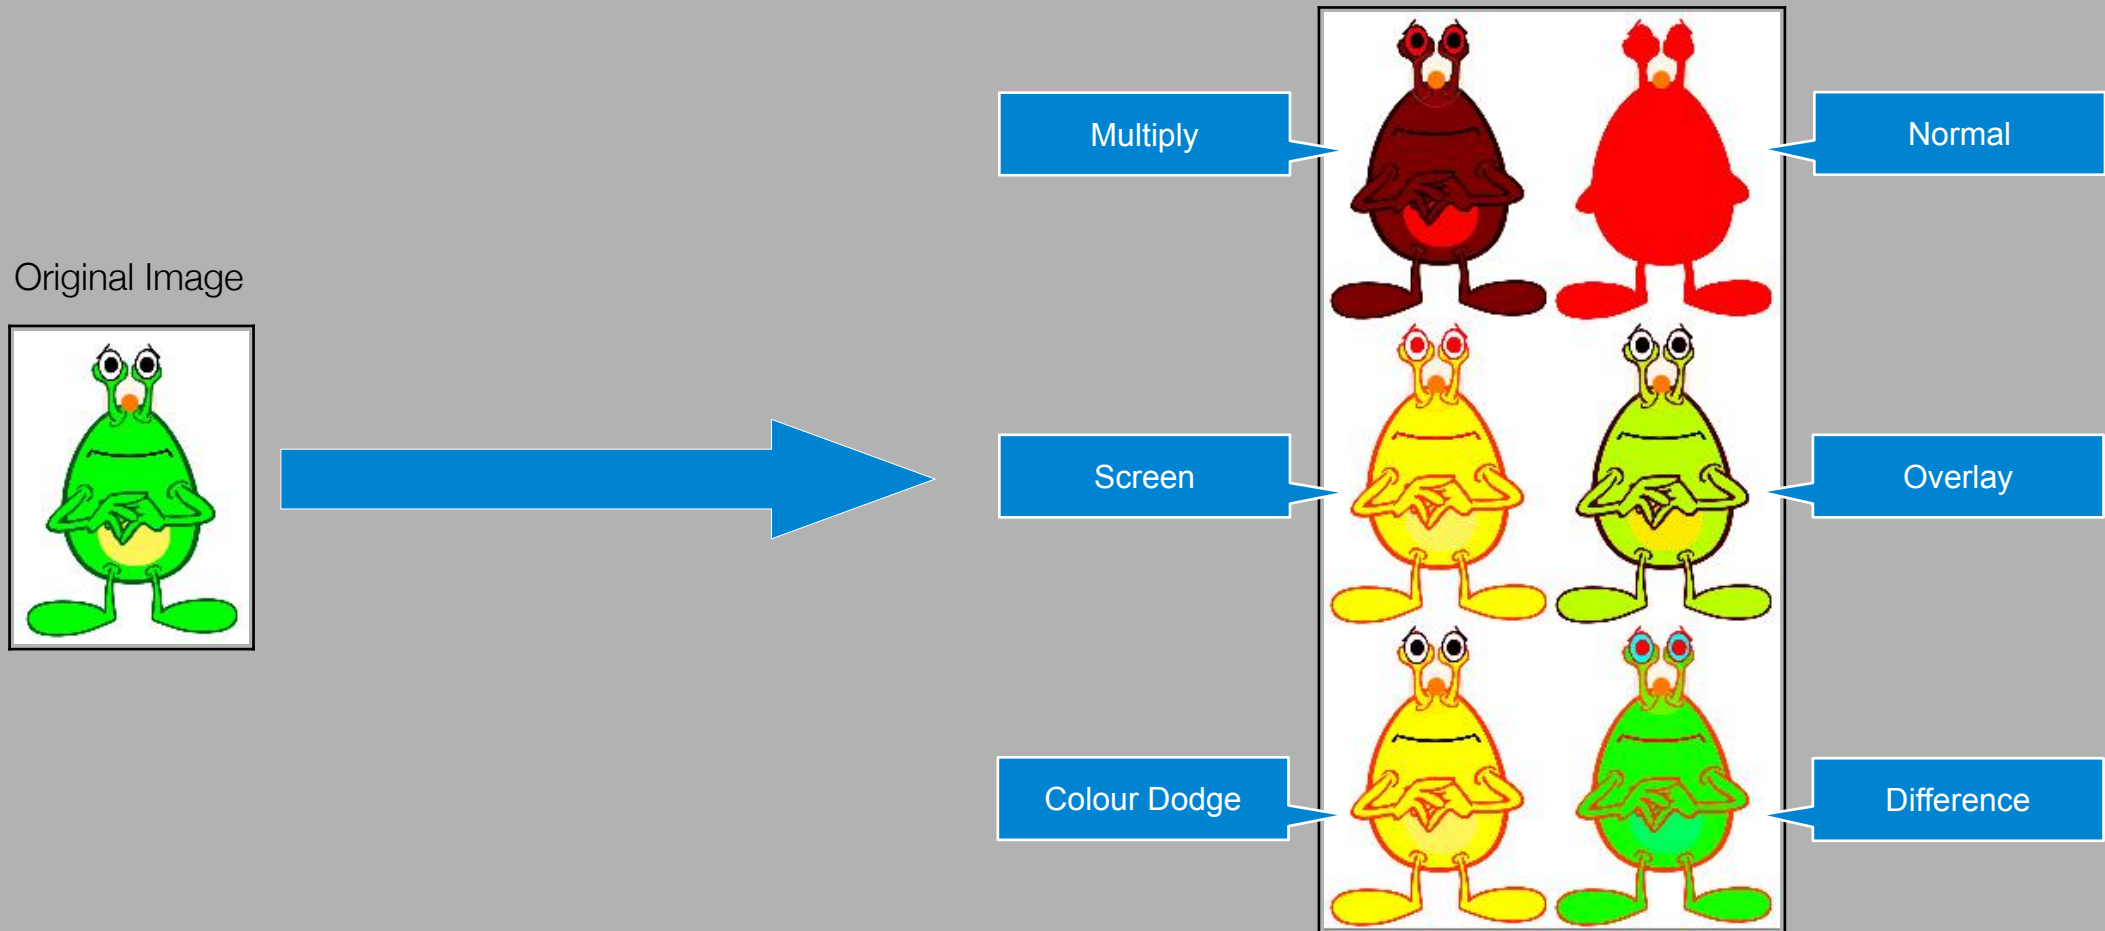 Original Image
Multiply
Normal
Screen
Overlay
Colour Dodge
Difference